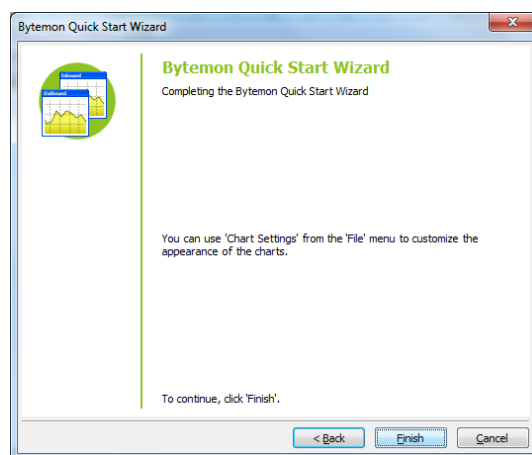 Bytemon Quick Start Wizard
Bytemon Quick Start Wizard
Completing the Bytemon Quick Start Wizard
Inbound
Outbound
You can use 'Chart Settings' from the 'File' menu to customize the
appearance of the charts.
To continue, click 'Finish'.
< Back
Finish
Cancel